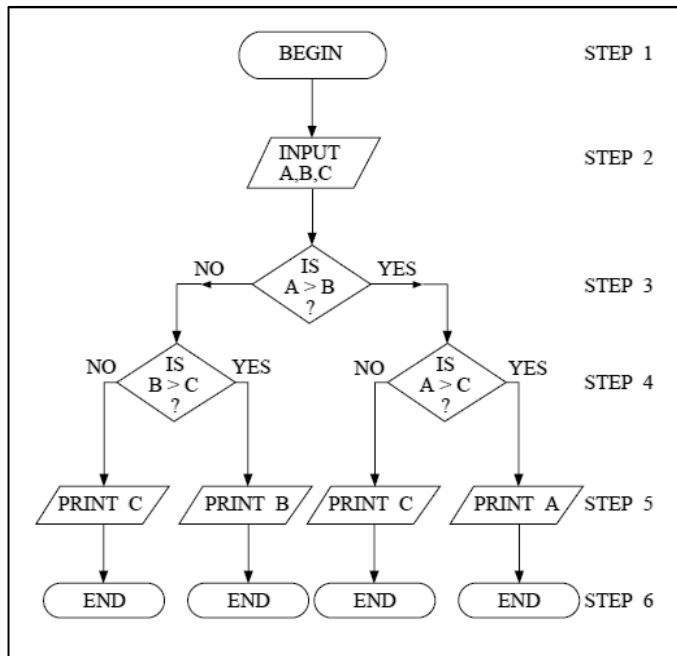 BEGIN
STEP 1
INPUT
A,B,C
STEP 2
NO
IS
A > B
?
YES
STEP 3
NO
IS
B > C
?
YES
NO
IS
A > C
?
YES
STEP 4
PRINT C
PRINT B
PRINT C
PRINT A
STEP 5
END
END
END
END
STEP 6